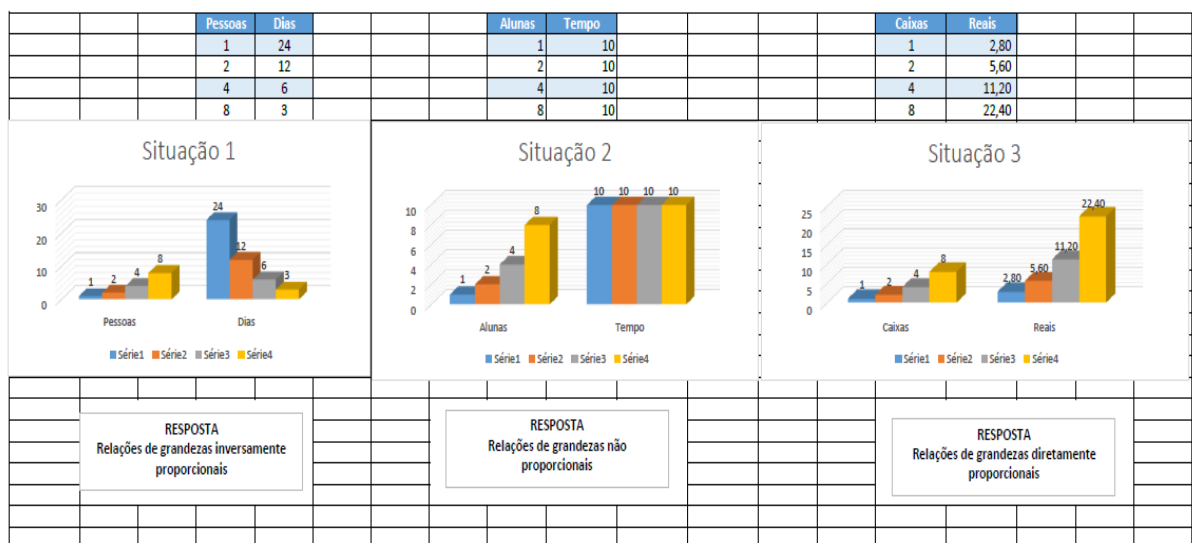 Pessoas Dias
1 24
2 12
4 6
8 3
Alunas Tempo
1 10
2 10
4 10
8 10
Caixas Reais
1 2,80
2 5,60
4 11,20
8 22,40
Situação 1
30
20
10
0
1 2 4 8
24 12 6 3
Pessoas Dias
Série1 Série2 Série3 Série4
Situação 2
10
8
6
4
2
0
1 2 4 8
10 10 10 10
Alunas Tempo
Série1 Série2 Série3 Série4
Situação 3
25
20
15
10
5
0
1 2 4 8
2,80 5,60 11,20 22,40
Caixas Reais
Série1 Série2 Série3 Série4
RESPOSTA
Relações de grandezas inversamente
proporcionais
RESPOSTA
Relações de grandezas não
proporcionais
RESPOSTA
Relações de grandezas diretamente
proporcionais